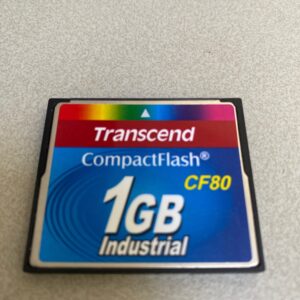 Transcend
CompactFlash®
CF80
1GB
Industrial